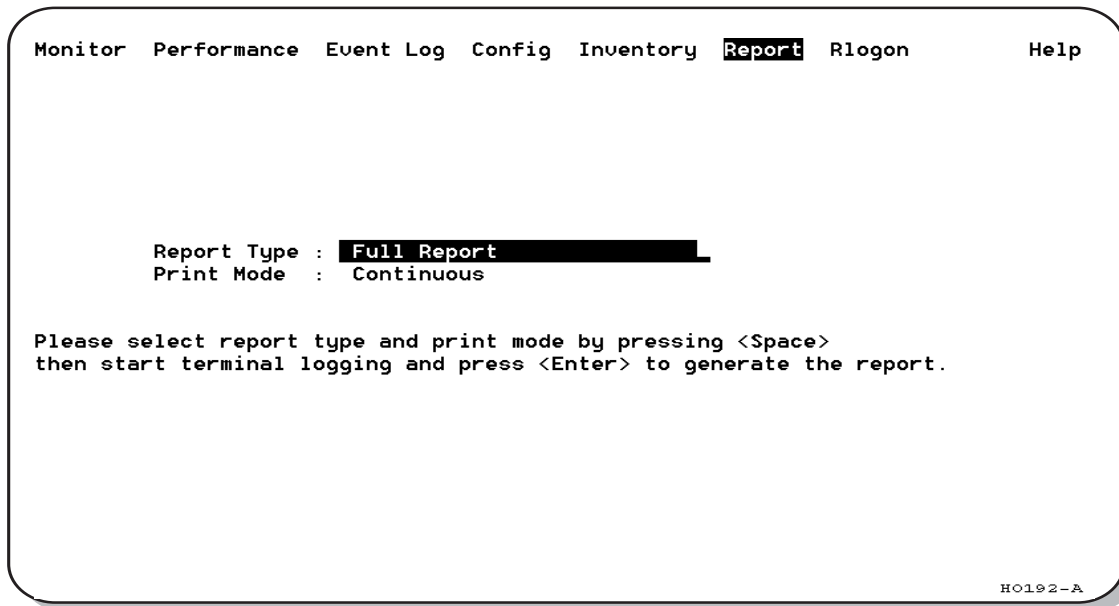 Monitor Performance Event Log Config Inventory Report Rlogon Help
Report Type : Full Report
Print Mode : Continuous
Please select report type and print mode by pressing <Space>
then start terminal logging and press <Enter> to generate the report.
HO192-A